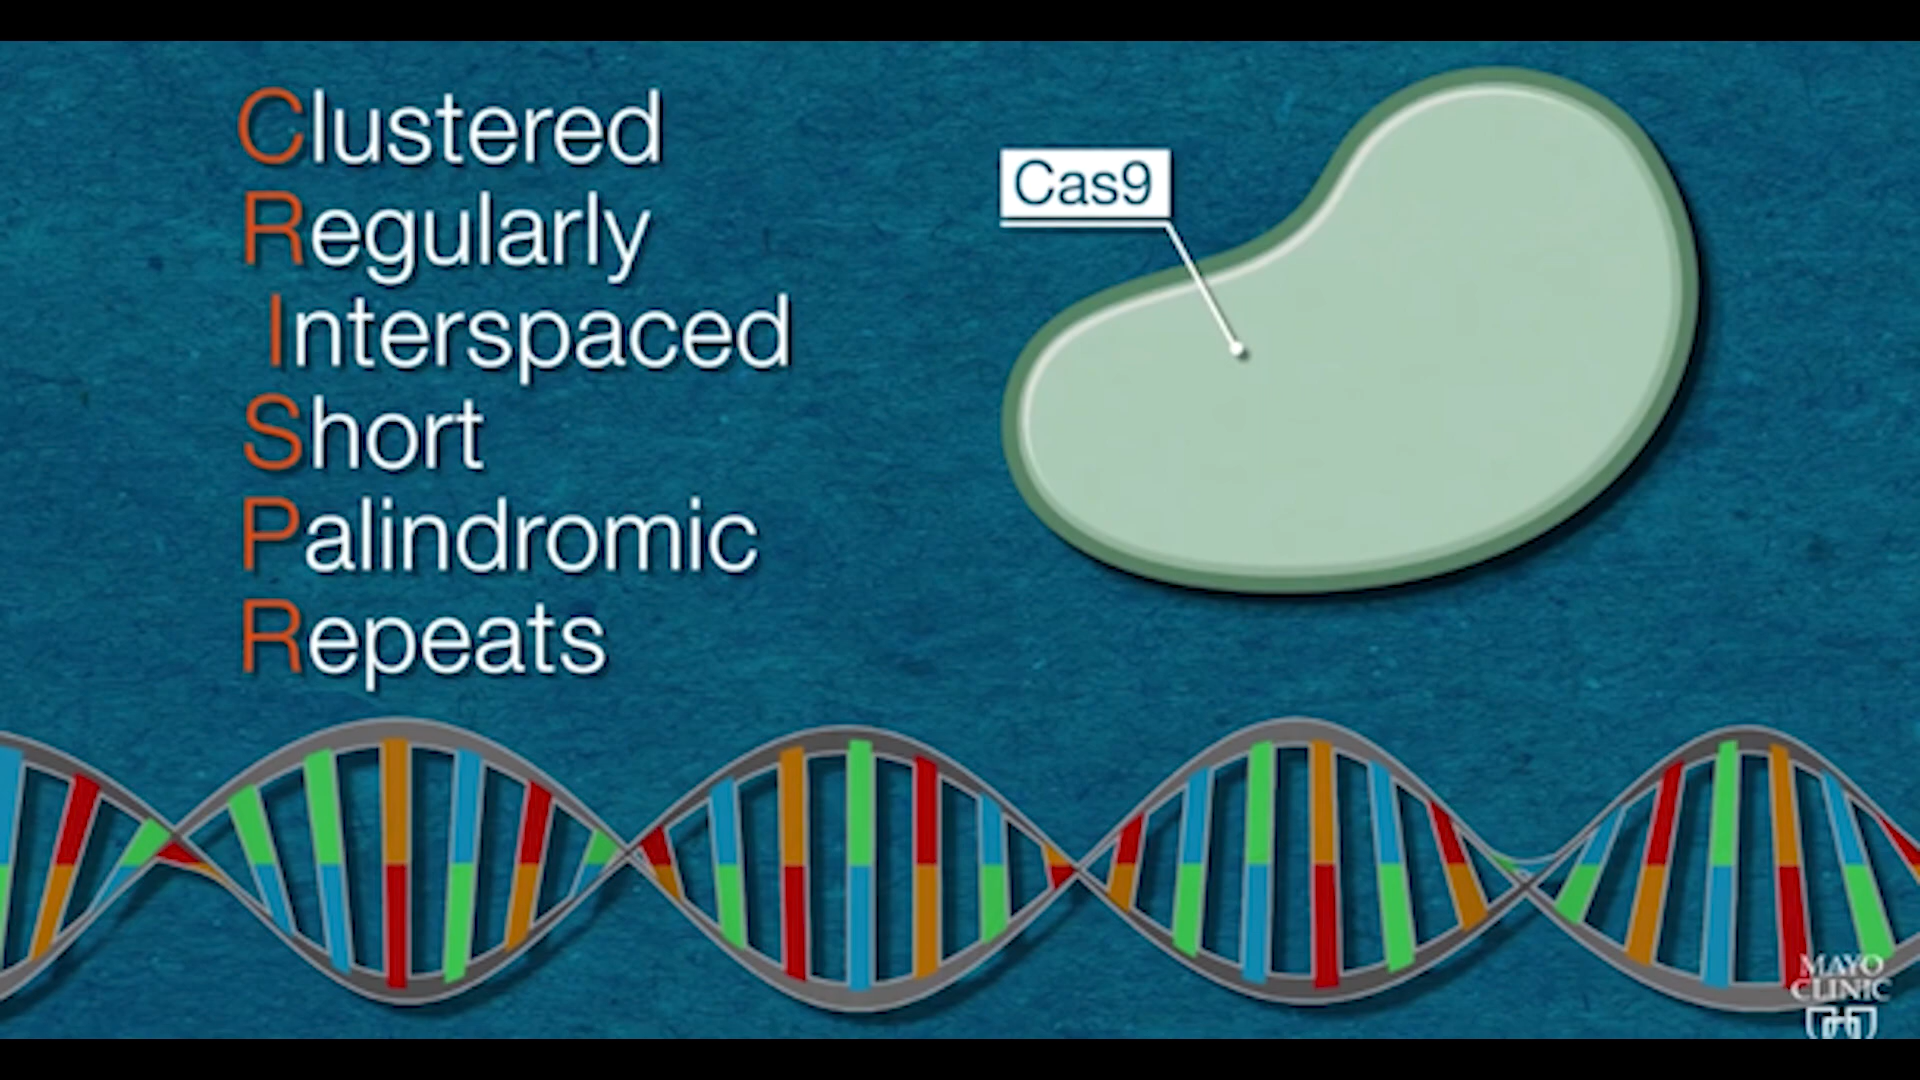 Clustered
Regularly
Interspaced
Short
Palindromic
Repeats
Cas9
MAYO
CLINIC